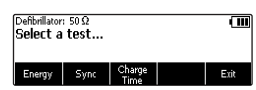 Defibrillator: 50 Ω
Select a test...
Energy
Sync
Charge
Time
Exit